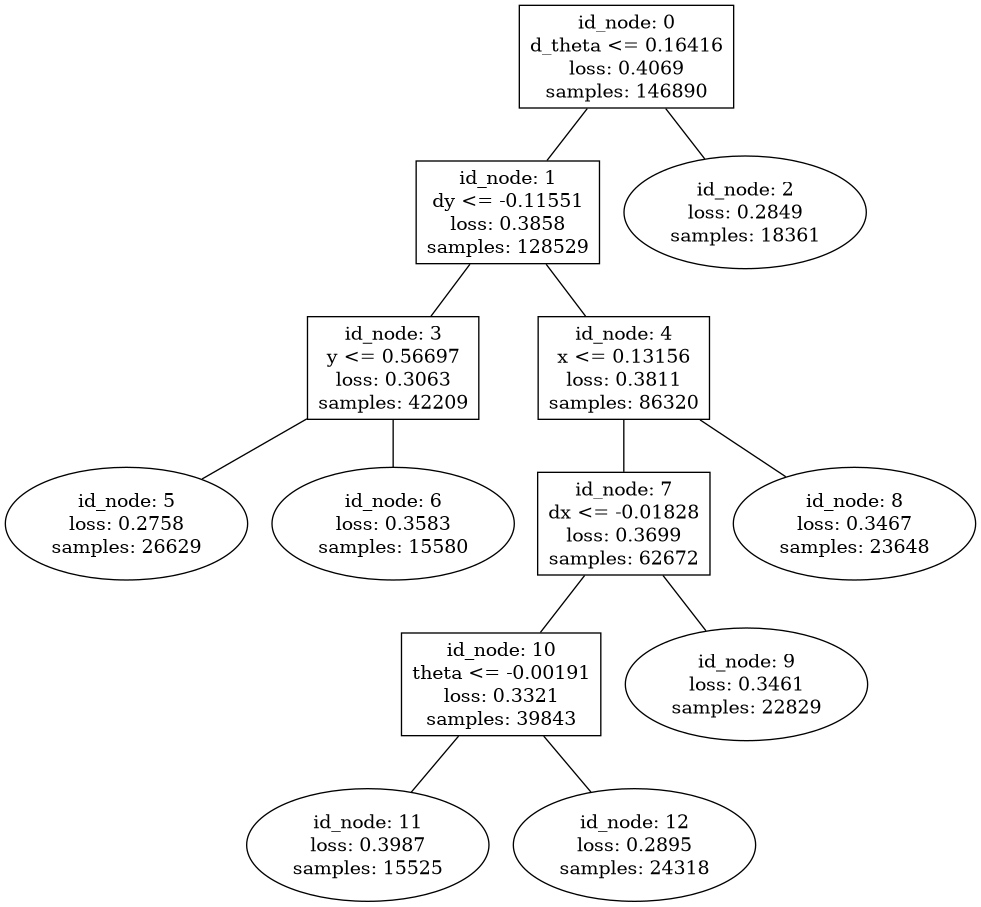 id_node: 0
d_theta <= 0.16416
loss: 0.4069
samples: 146890
id_node: 1
dy <= -0.11551
loss: 0.3858
samples: 128529
id_node: 2
loss: 0.2849
samples: 18361
id_node: 3
y <= 0.56697
loss: 0.3063
samples: 42209
id_node: 4
x <= 0.13156
loss: 0.3811
samples: 86320
id_node: 5
loss: 0.2758
samples: 26629
id_node: 6
loss: 0.3583
samples: 15580
id_node: 7
dx <= -0.01828
loss: 0.3699
samples: 62672
id_node: 8
loss: 0.3467
samples: 23648
id_node: 10
theta <= -0.00191
loss: 0.3321
samples: 39843
id_node: 9
loss: 0.3461
samples: 22829
id_node: 11
loss: 0.3987
samples: 15525
id_node: 12
loss: 0.2895
samples: 24318